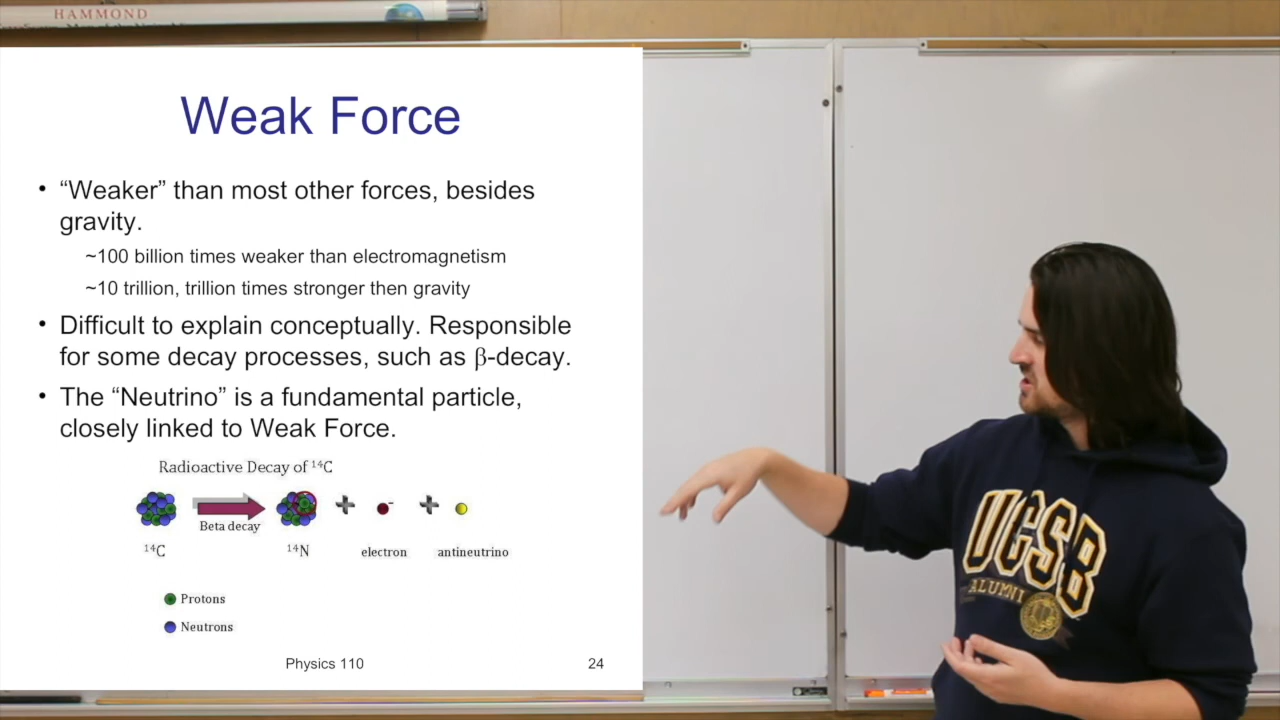 HAMMOND
Weak Force
• “Weaker” than most other forces, besides
gravity.
~100 billion times weaker than electromagnetism
~10 trillion, trillion times stronger then gravity
• Difficult to explain conceptually. Responsible
for some decay processes, such as β-decay.
• The “Neutrino” is a fundamental particle,
closely linked to Weak Force.
Radioactive Decay of ¹⁴C
Beta decay
¹⁴C ¹⁴N electron antineutrino
Protons
Neutrons
Physics 110 24
UCSB
ALUMNI